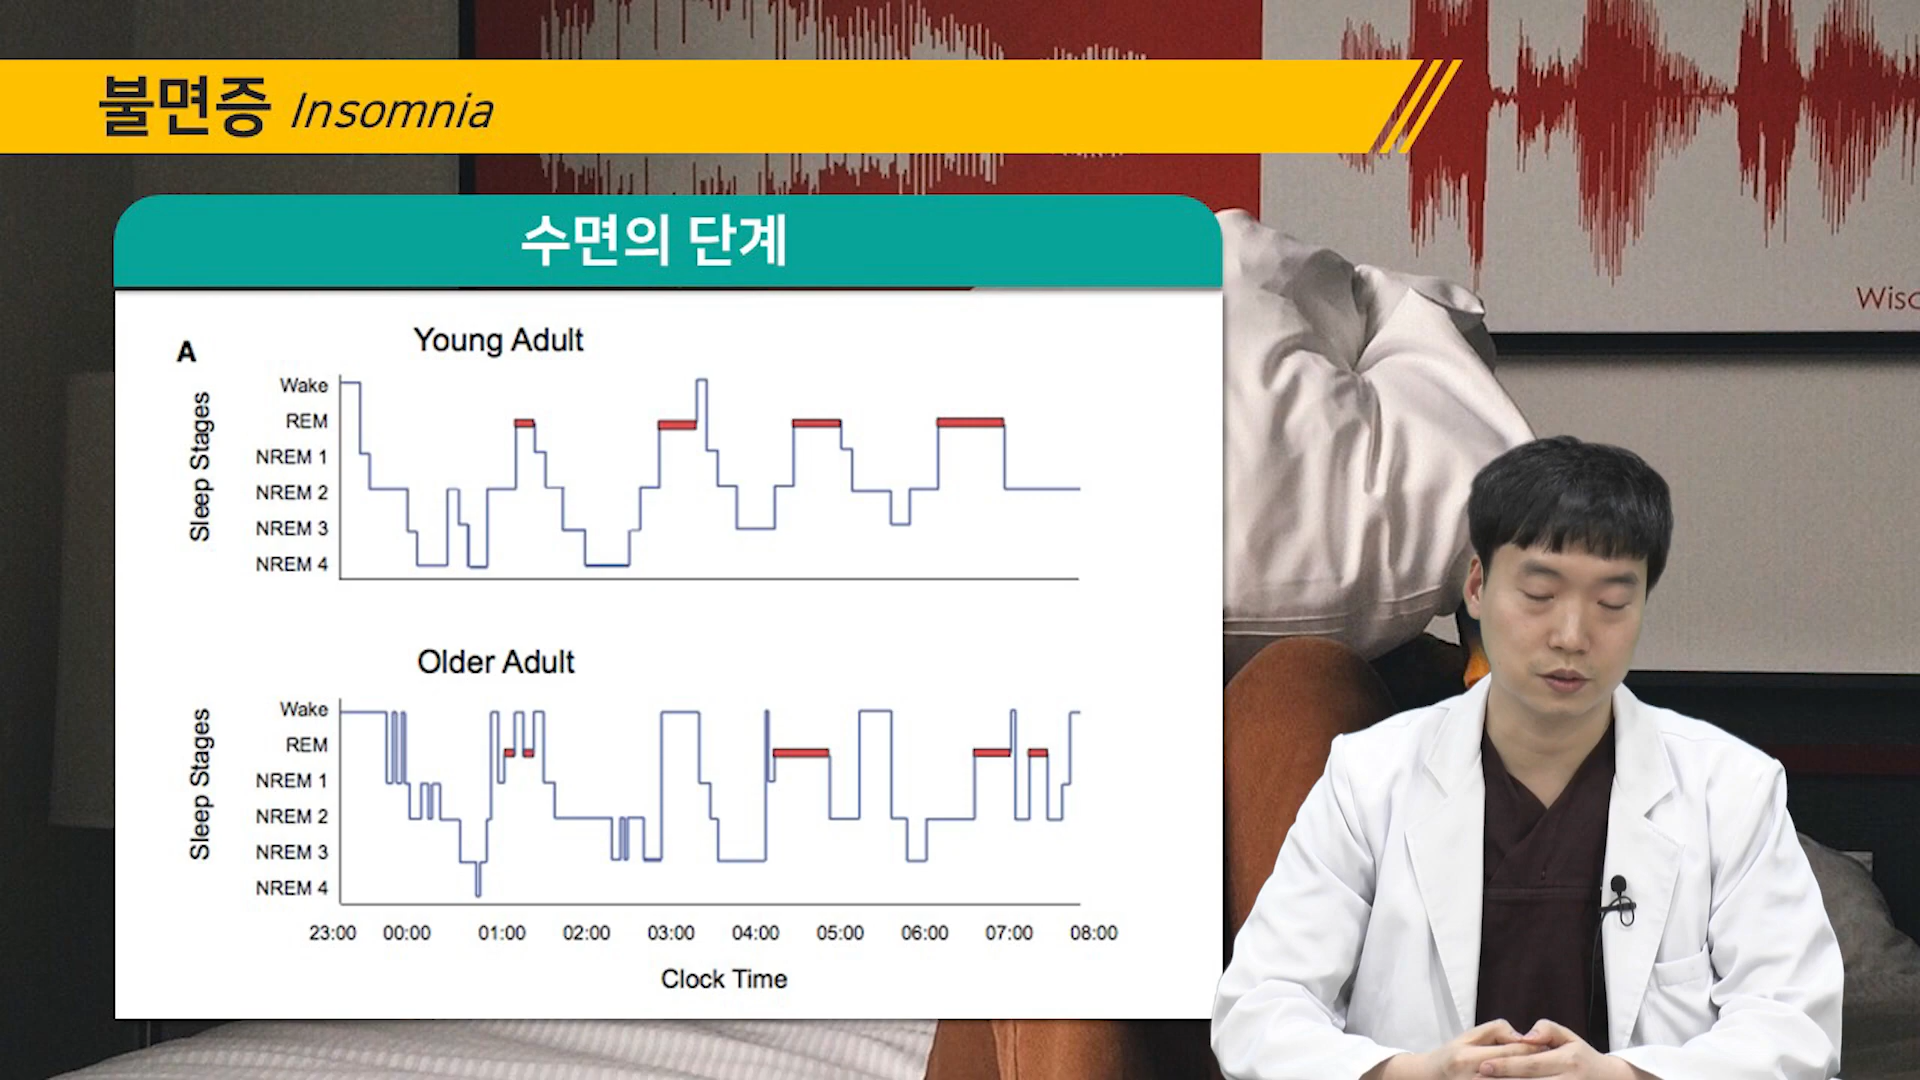 불면증 Insomnia
Wisc
수면의 단계
A
Young Adult
Sleep Stages
Wake
REM
NREM 1
NREM 2
NREM 3
NREM 4
Older Adult
Sleep Stages
Wake
REM
NREM 1
NREM 2
NREM 3
NREM 4
23:00 00:00 01:00 02:00 03:00 04:00 05:00 06:00 07:00 08:00
Clock Time